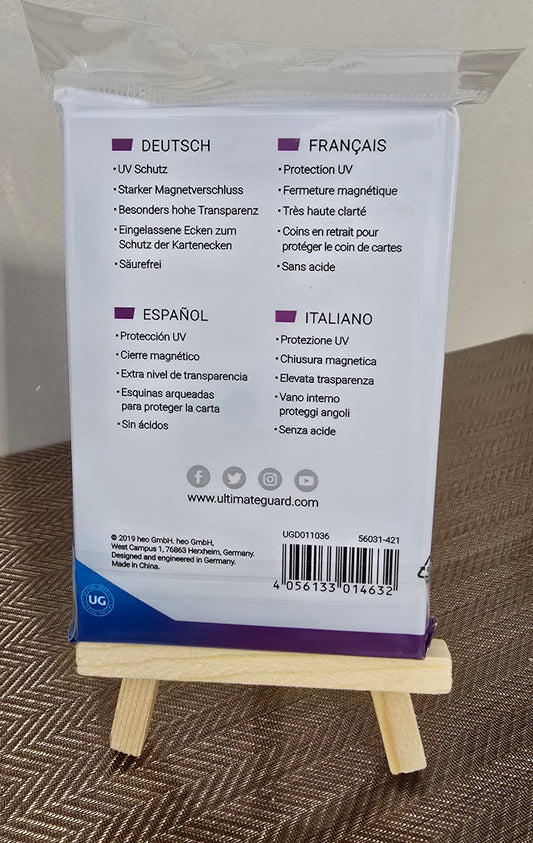 DEUTSCH
•UV Schutz
•Starker Magnetverschluss
•Besonders hohe Transparenz
•Eingelassene Ecken zum
Schutz der Kartenecken
•Säurefrei
FRANÇAIS
•Protection UV
•Fermeture magnétique
•Très haute clarté
•Coins en retrait pour
protéger le coin de cartes
•Sans acide
ESPAÑOL
•Protección UV
•Cierre magnético
•Extra nivel de transparencia
•Esquinas arqueadas
para proteger la carta
•Sin ácidos
ITALIANO
•Protezione UV
•Chiusura magnetica
•Elevata trasparenza
•Vano interno
proteggi angoli
•Senza acide
www.ultimateguard.com
© 2019 heo GmbH. heo GmbH,
West Campus 1, 76863 Herxheim, Germany.
Designed and engineered in Germany.
Made in China.
UGD011036 56031-421
4 056133 014632
UG